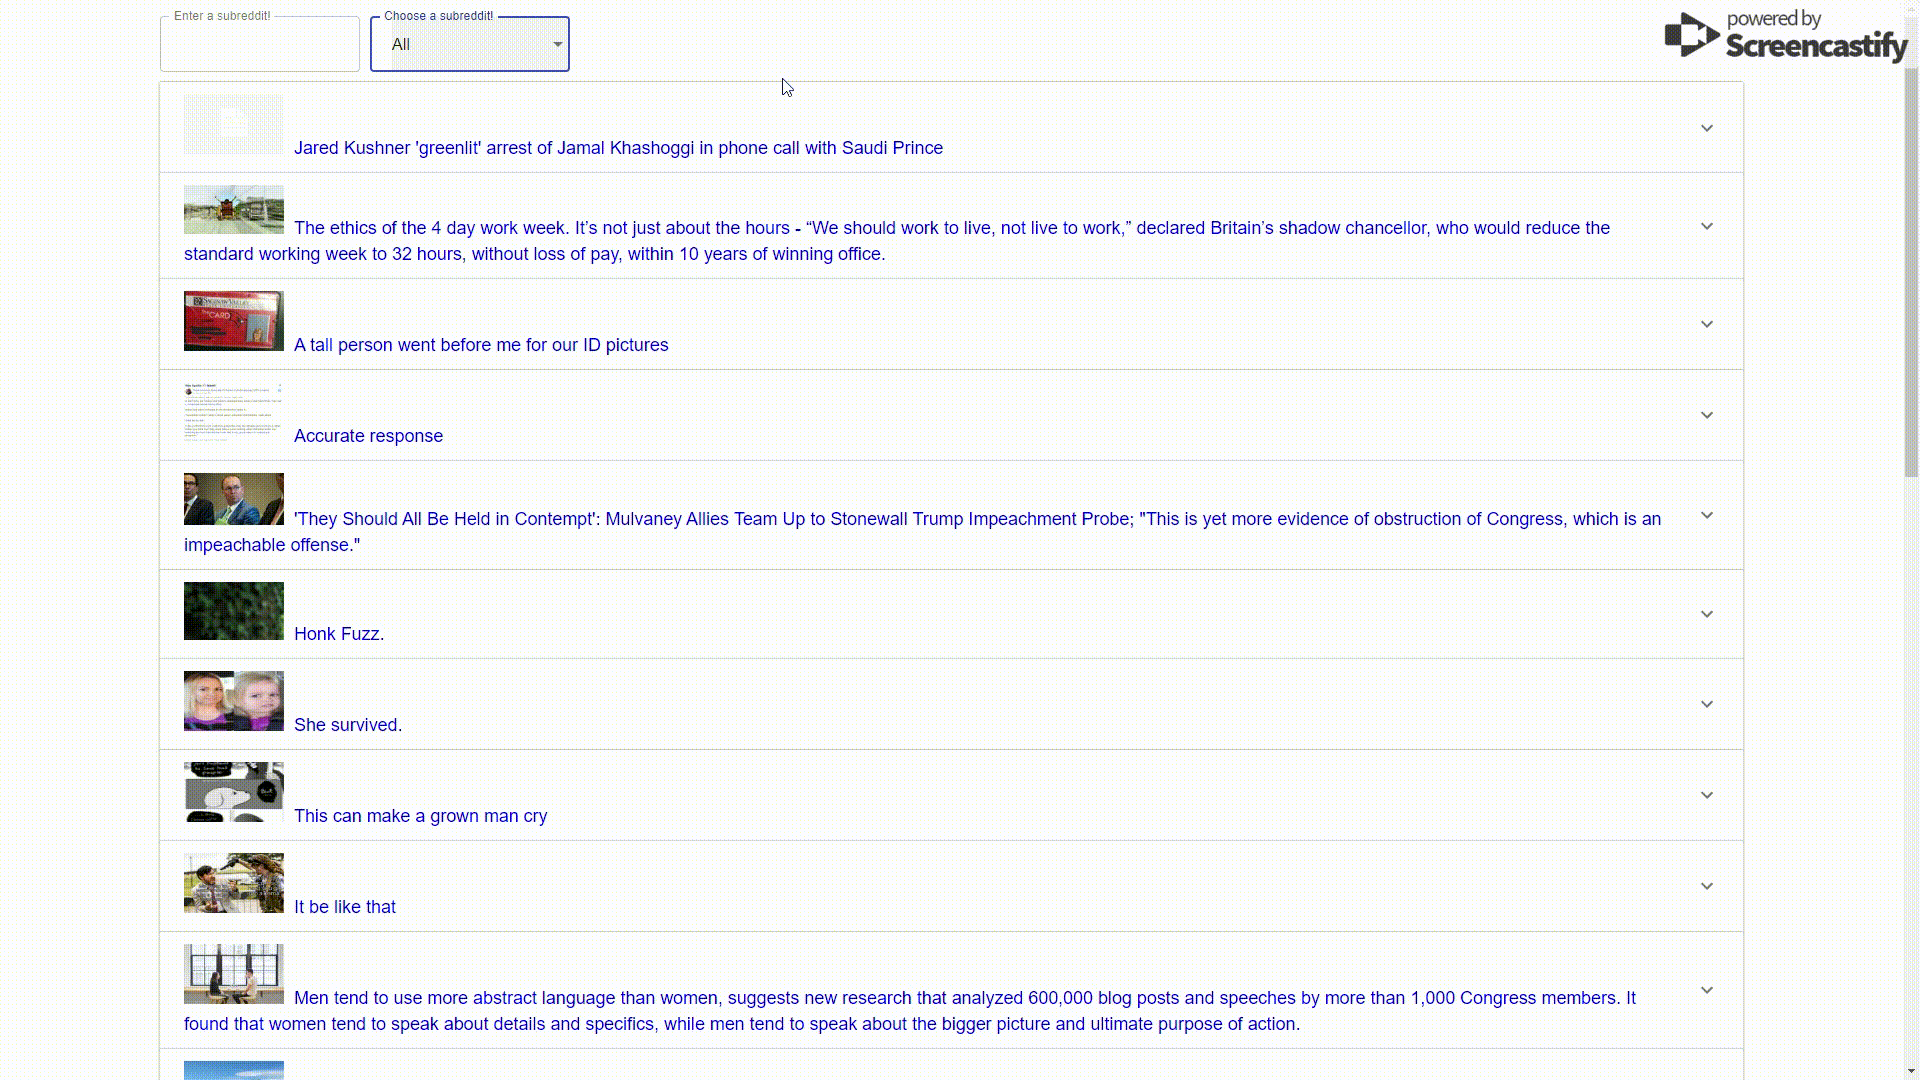 Enter a subreddit!
Choose a subreddit!
All
powered by
Screencastify
Jared Kushner 'greenlit' arrest of Jamal Khashoggi in phone call with Saudi Prince
The ethics of the 4 day work week. It’s not just about the hours - “We should work to live, not live to work,” declared Britain’s shadow chancellor, who would reduce the
standard working week to 32 hours, without loss of pay, within 10 years of winning office.
CARD
A tall person went before me for our ID pictures
Accurate response
'They Should All Be Held in Contempt': Mulvaney Allies Team Up to Stonewall Trump Impeachment Probe; "This is yet more evidence of obstruction of Congress, which is an
impeachable offense."
Honk Fuzz.
She survived.
This can make a grown man cry
It be like that
Men tend to use more abstract language than women, suggests new research that analyzed 600,000 blog posts and speeches by more than 1,000 Congress members. It
found that women tend to speak about details and specifics, while men tend to speak about the bigger picture and ultimate purpose of action.